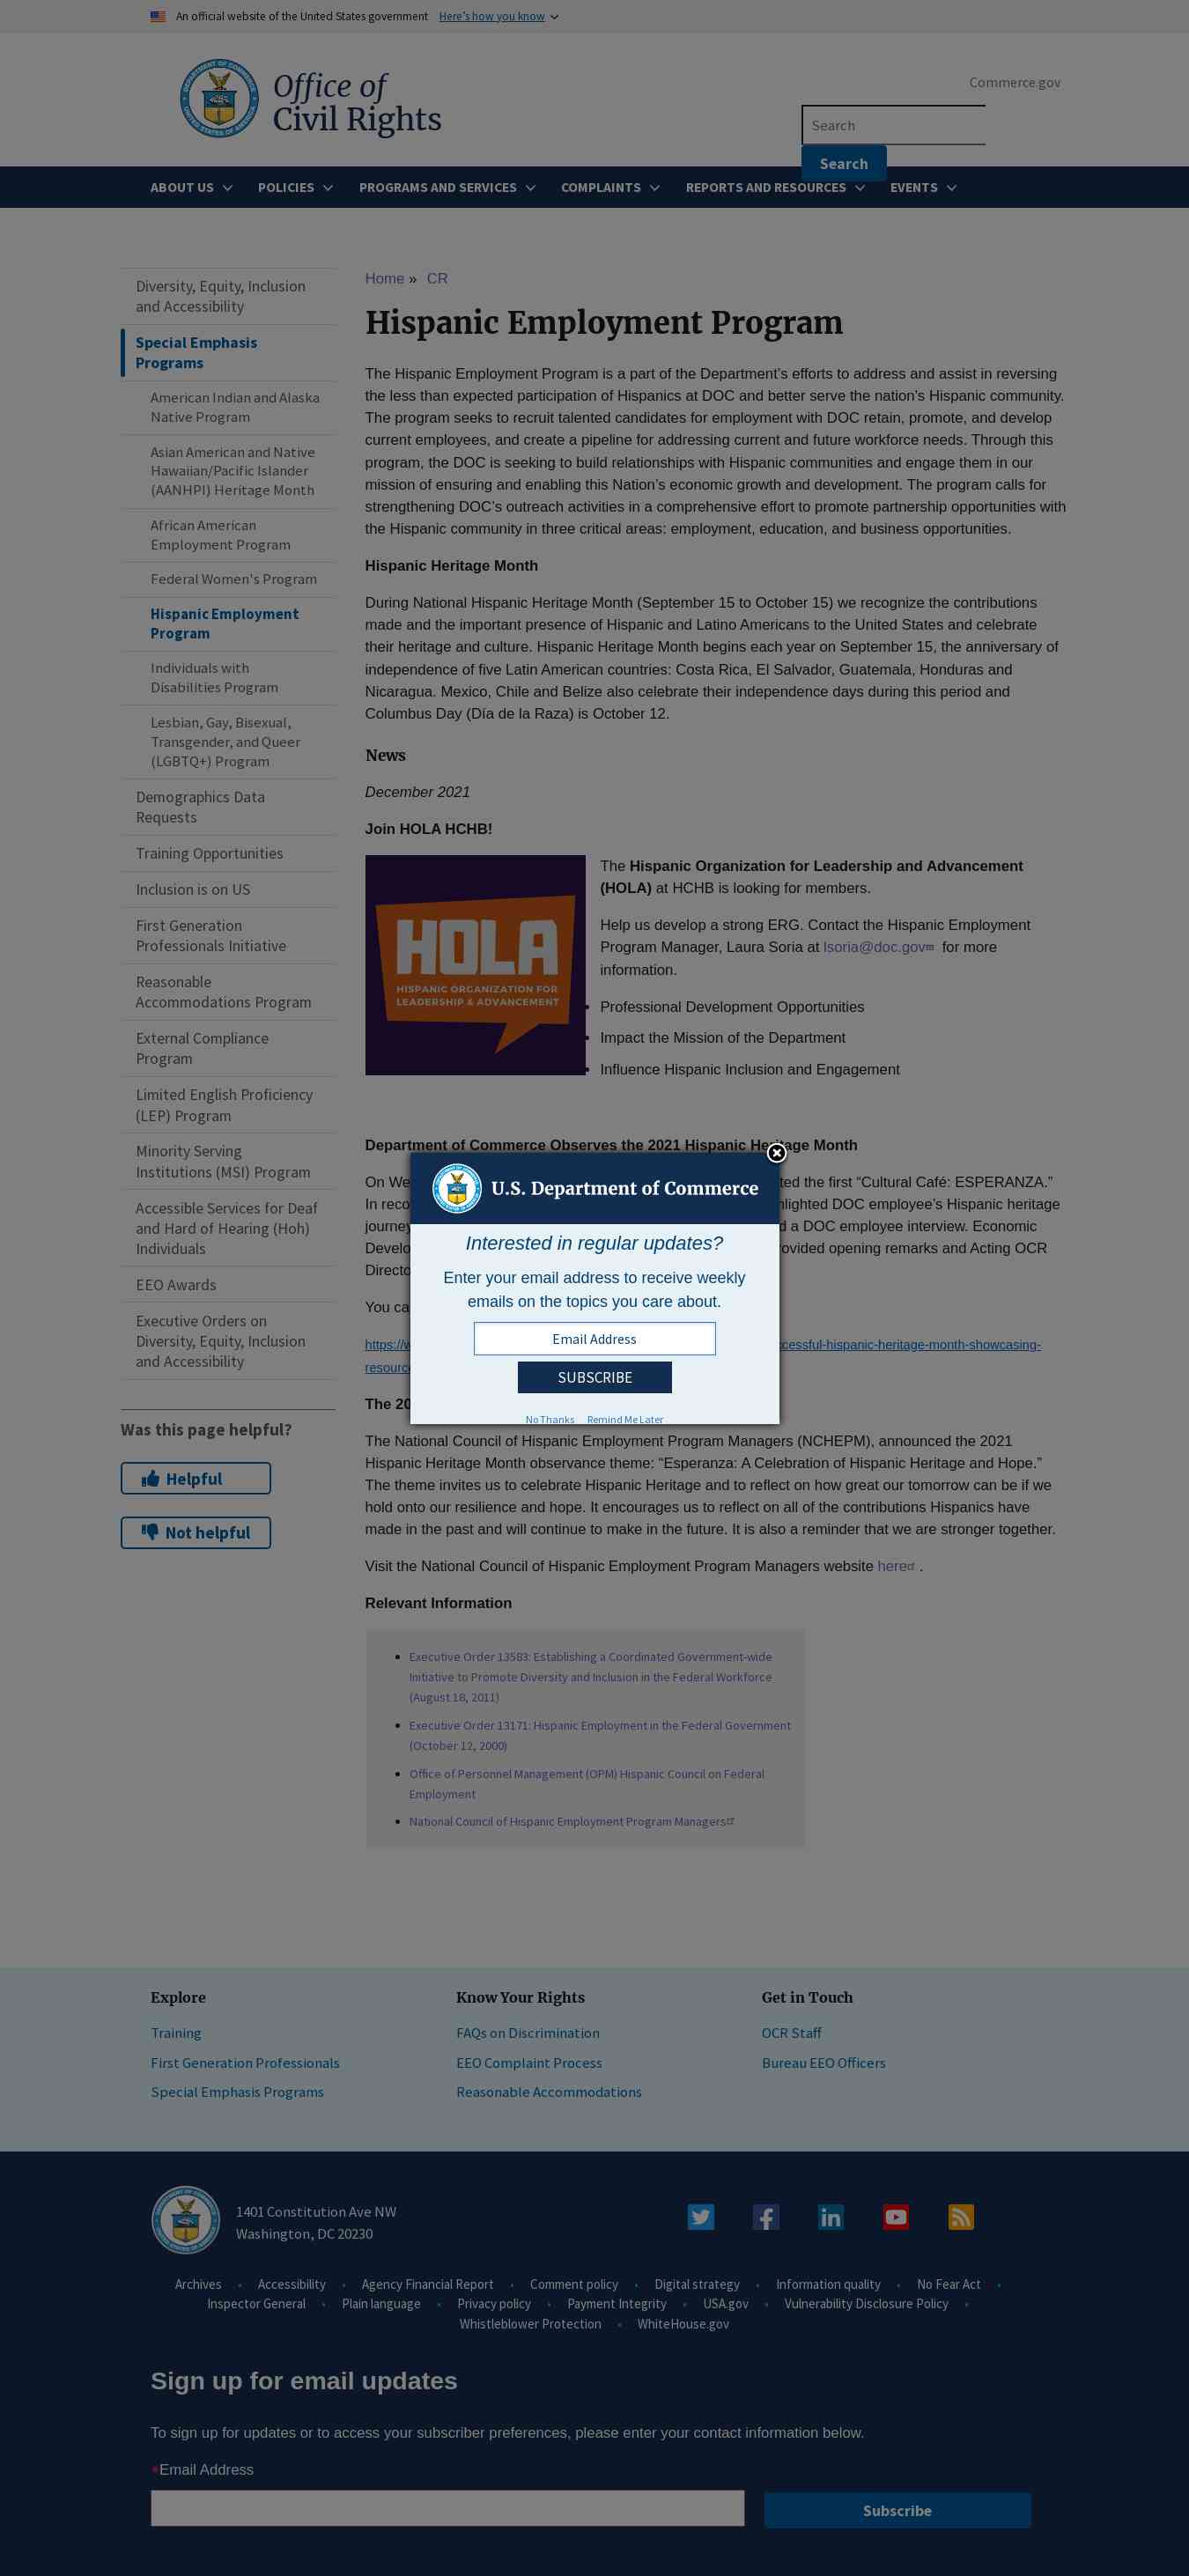 An official website of the United States government Here's how you know
Office of
Civil Rights
Commerce.gov
Search
Search
ABOUT US
POLICIES
PROGRAMS AND SERVICES
COMPLAINTS
REPORTS AND RESOURCES
EVENTS
Diversity, Equity, Inclusion
and Accessibility
Special Emphasis
Programs
American Indian and Alaska
Native Program
Asian American and Native
Hawaiian/Pacific Islander
(AANHPI) Heritage Month
African American
Employment Program
Federal Women's Program
Hispanic Employment
Program
Individuals with
Disabilities Program
Lesbian, Gay, Bisexual,
Transgender, and Queer
(LGBTQ+) Program
Demographics Data
Requests
Training Opportunities
Inclusion is on US
First Generation
Professionals Initiative
Reasonable
Accommodations Program
External Compliance
Program
Limited English Proficiency
(LEP) Program
Minority Serving
Institutions (MSI) Program
Accessible Services for Deaf
and Hard of Hearing (Hoh)
Individuals
EEO Awards
Executive Orders on
Diversity, Equity, Inclusion
and Accessibility
Was this page helpful?
Helpful
Not helpful
Home » CR
Hispanic Employment Program
The Hispanic Employment Program is a part of the Department's efforts to address and assist in reversing
the less than expected participation of Hispanics at DOC and better serve the nation's Hispanic community.
The program seeks to recruit talented candidates for employment with DOC retain, promote, and develop
current employees, and create a pipeline for addressing current and future workforce needs. Through this
program, the DOC is seeking to build relationships with Hispanic communities and engage them in our
mission of ensuring and enabling this Nation's economic growth and development. The program calls for
strengthening DOC's outreach activities in a comprehensive effort to promote partnership opportunities with
the Hispanic community in three critical areas: employment, education, and business opportunities.
Hispanic Heritage Month
During National Hispanic Heritage Month (September 15 to October 15) we recognize the contributions
made and the important presence of Hispanic and Latino Americans to the United States and celebrate
their heritage and culture. Hispanic Heritage Month begins each year on September 15, the anniversary of
independence of five Latin American countries: Costa Rica, El Salvador, Guatemala, Honduras and
Nicaragua. Mexico, Chile and Belize also celebrate their independence days during this period and
Columbus Day (Día de la Raza) is October 12.
News
December 2021
Join HOLA HCHB!
HOLA
HISPANIC ORGANIZATION FOR
LEADERSHIP & ADVANCEMENT
The Hispanic Organization for Leadership and Advancement
(HOLA) at HCHB is looking for members.
Help us develop a strong ERG. Contact the Hispanic Employment
Program Manager, Laura Soria at lsoria@doc.gov for more
information.
Professional Development Opportunities
Impact the Mission of the Department
Influence Hispanic Inclusion and Engagement
Department of Commerce Observes the 2021 Hispanic Heritage Month
On We ted the first "Cultural Café: ESPERANZA."
In reco nlighted DOC employee's Hispanic heritage
journey d a DOC employee interview. Economic
Develo rovided opening remarks and Acting OCR
Directo
You ca
https://w ccessful-hispanic-heritage-month-showcasing-
resourc
The 20
U.S. Department of Commerce
Interested in regular updates?
Enter your email address to receive weekly
emails on the topics you care about.
Email Address
SUBSCRIBE
No Thanks Remind Me Later
The National Council of Hispanic Employment Program Managers (NCHEPM), announced the 2021
Hispanic Heritage Month observance theme: "Esperanza: A Celebration of Hispanic Heritage and Hope."
The theme invites us to celebrate Hispanic Heritage and to reflect on how great our tomorrow can be if we
hold onto our resilience and hope. It encourages us to reflect on all of the contributions Hispanics have
made in the past and will continue to make in the future. It is also a reminder that we are stronger together.
Visit the National Council of Hispanic Employment Program Managers website here .
Relevant Information
Executive Order 13583: Establishing a Coordinated Government-wide
Initiative to Promote Diversity and Inclusion in the Federal Workforce
(August 18, 2011)
Executive Order 13171: Hispanic Employment in the Federal Government
(October 12, 2000)
Office of Personnel Management (OPM) Hispanic Council on Federal
Employment
National Council of Hispanic Employment Program Managers
Explore
Training
First Generation Professionals
Special Emphasis Programs
Know Your Rights
FAQs on Discrimination
EEO Complaint Process
Reasonable Accommodations
Get in Touch
OCR Staff
Bureau EEO Officers
1401 Constitution Ave NW
Washington, DC 20230
Archives • Accessibility • Agency Financial Report • Comment policy • Digital strategy • Information quality • No Fear Act •
Inspector General • Plain language • Privacy policy • Payment Integrity • USA.gov • Vulnerability Disclosure Policy •
Whistleblower Protection • WhiteHouse.gov
Sign up for email updates
To sign up for updates or to access your subscriber preferences, please enter your contact information below.
*Email Address
Subscribe